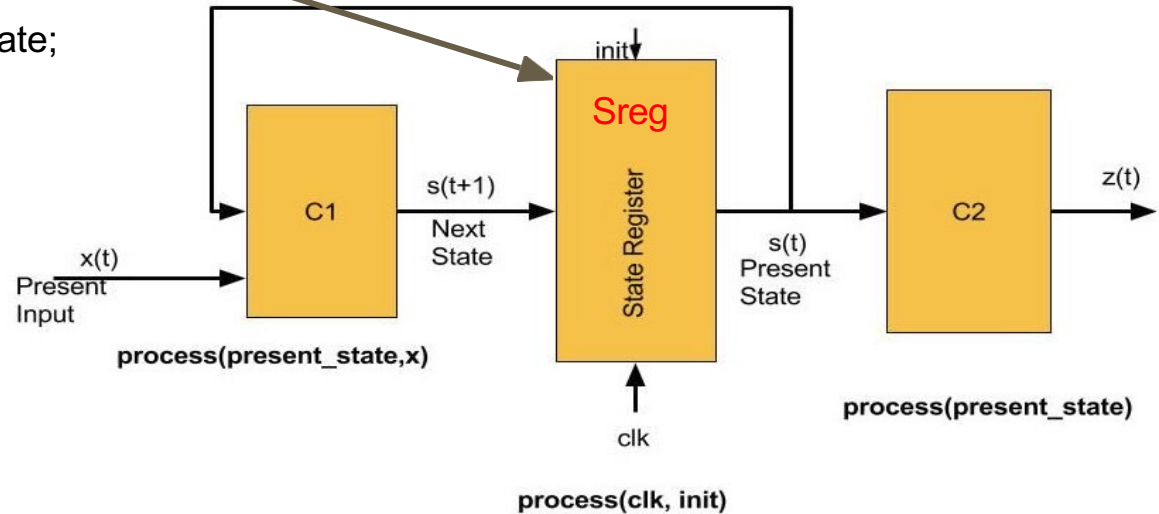 ate;
init
Sreg
State Register
C1
s(t+1)
Next
State
x(t)
Present
Input
s(t)
Present
State
C2
z(t)
process(present_state,x)
clk
process(present_state)
process(clk, init)